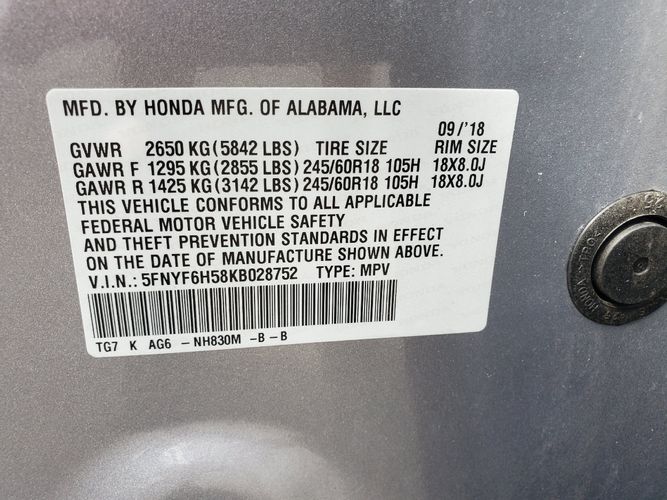 MFD. BY HONDA MFG. OF ALABAMA, LLC
09/'18
GVWR 2650 KG (5842 LBS) TIRE SIZE RIM SIZE
GAWR F 1295 KG (2855 LBS) 245/60R18 105H 18X8.0J
GAWR R 1425 KG (3142 LBS) 245/60R18 105H 18X8.0J
THIS VEHICLE CONFORMS TO ALL APPLICABLE
FEDERAL MOTOR VEHICLE SAFETY
AND THEFT PREVENTION STANDARDS IN EFFECT
ON THE DATE OF MANUFACTURE SHOWN ABOVE.
V.I.N.: 5FNYF6H58KB028752 TYPE: MPV
TG7 K AG6 - NH830M -B - B
HONDA